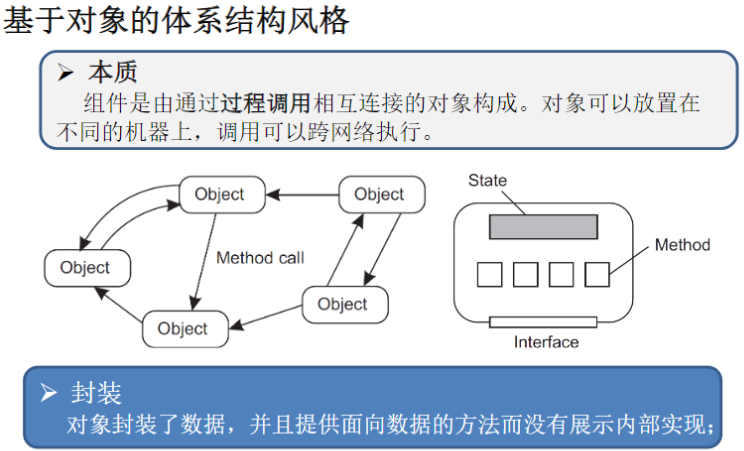 基于对象的体系结构风格
➢ 本质
组件是由通过过程调用相互连接的对象构成。对象可以放置在
不同的机器上，调用可以跨网络执行。
State
Object
Object
Method
Method call
Object
Object
Object
Interface
➢ 封装
对象封装了数据，并且提供面向数据的方法而没有展示内部实现；